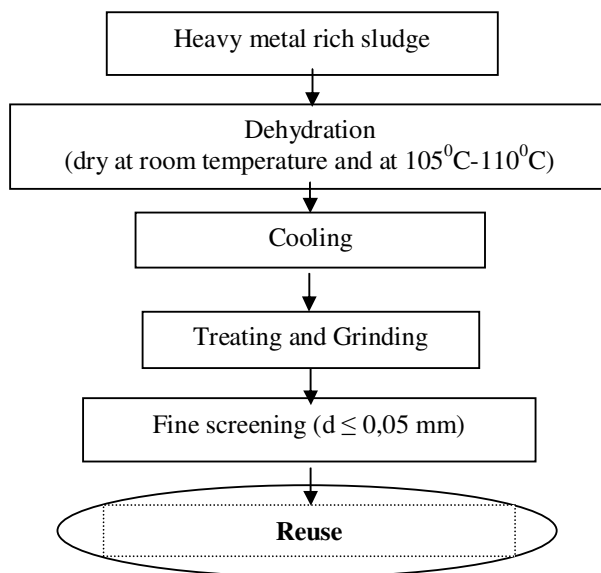 Heavy metal rich sludge
Dehydration
(dry at room temperature and at 105⁰C-110⁰C)
Cooling
Treating and Grinding
Fine screening (d ≤ 0,05 mm)
Reuse